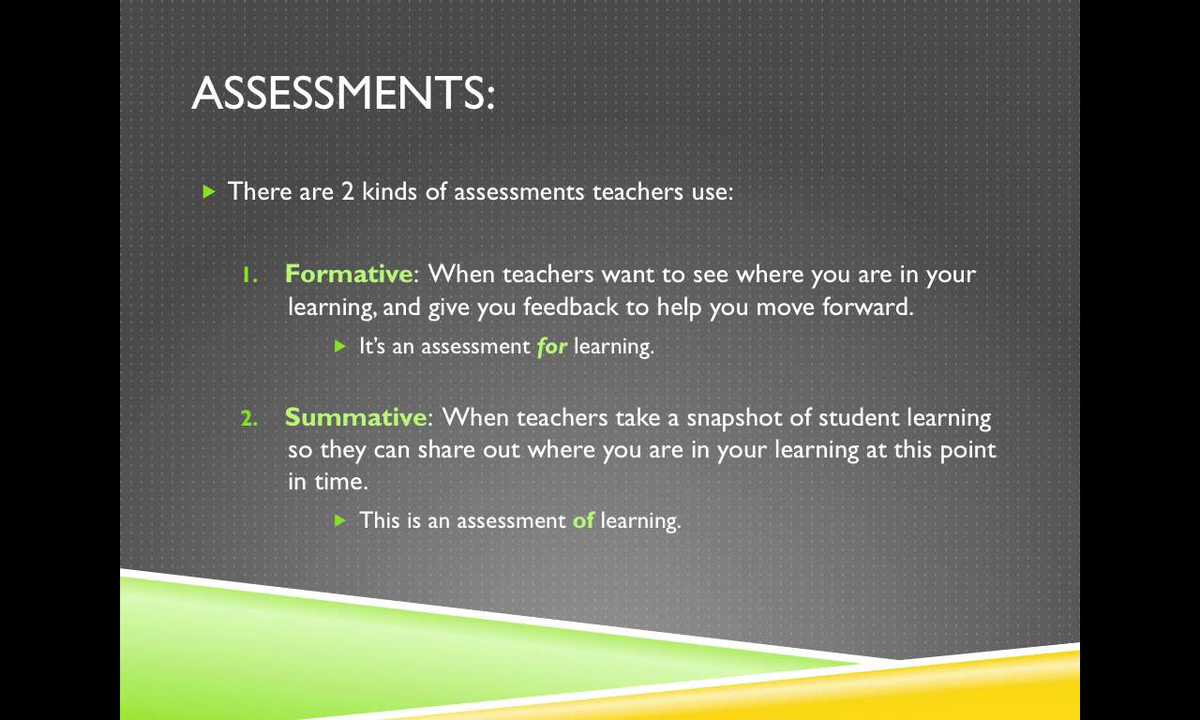 ASSESSMENTS:
There are 2 kinds of assessments teachers use:
1. Formative: When teachers want to see where you are in your
learning, and give you feedback to help you move forward.
It's an assessment for learning.
2. Summative: When teachers take a snapshot of student learning
so they can share out where you are in your learning at this point
in time.
This is an assessment of learning.